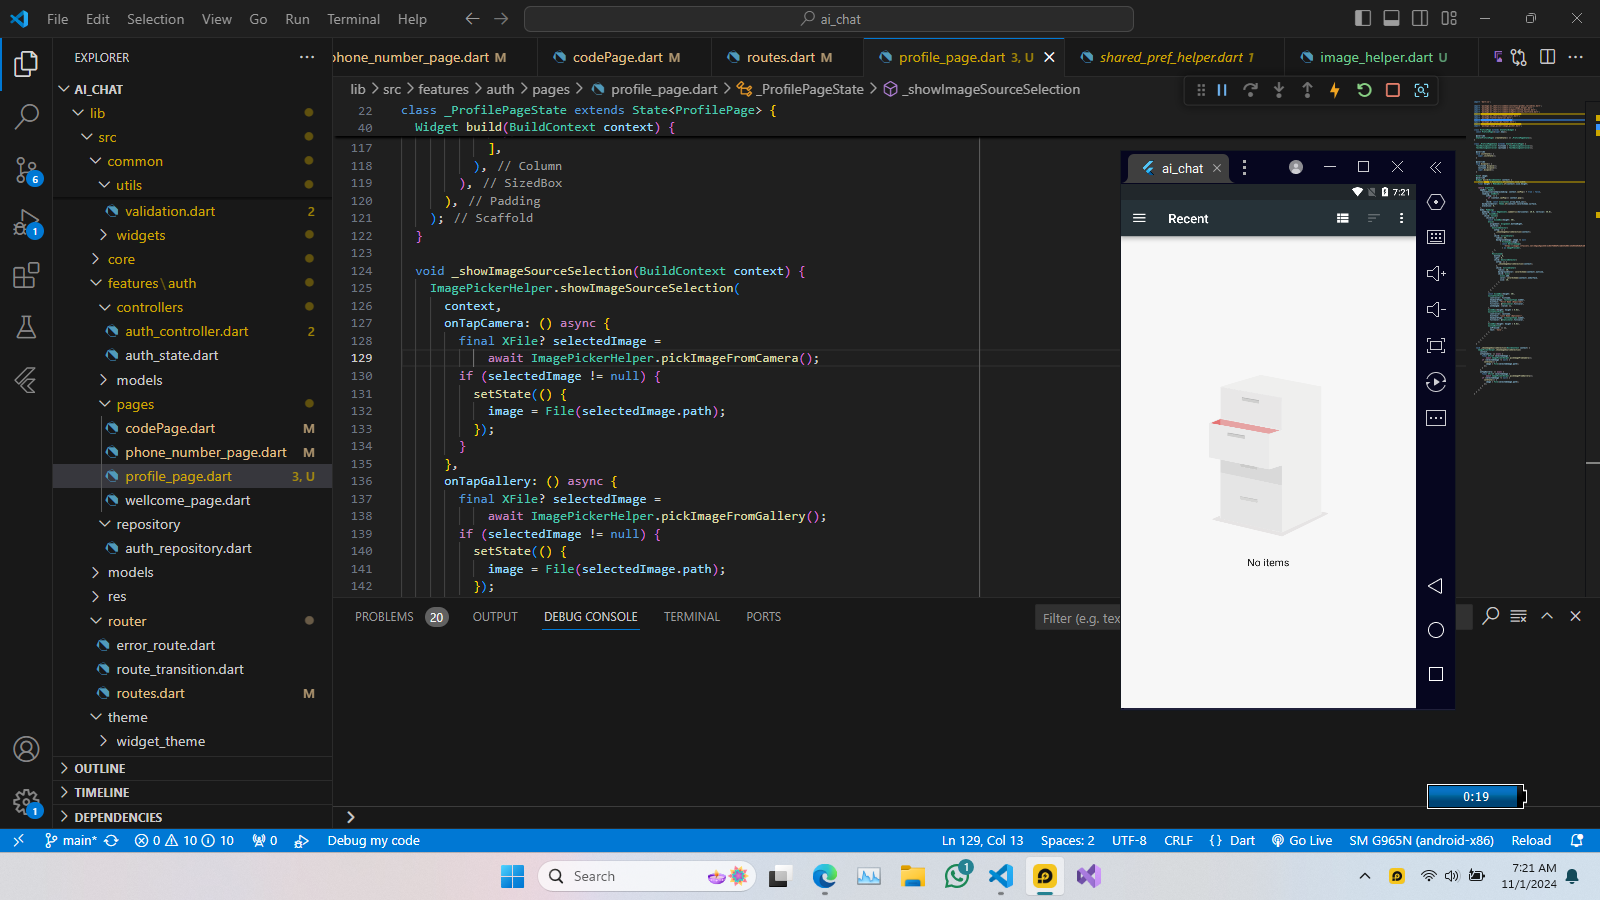 File Edit Selection View Go Run Terminal Help
ai_chat
EXPLORER
phone_number_page.dart M
codePage.dart M
routes.dart M
profile_page.dart 3, U
shared_pref_helper.dart 1
image_helper.dart U
lib > src > features > auth > pages > profile_page.dart > _ProfilePageState > _showImageSourceSelection
AI_CHAT
lib
src
common
utils
validation.dart 2
widgets
core
features\auth
controllers
auth_controller.dart 2
auth_state.dart
models
pages
codePage.dart M
phone_number_page.dart M
profile_page.dart 3, U
wellcome_page.dart
repository
auth_repository.dart
models
res
router
error_route.dart
route_transition.dart
routes.dart M
theme
widget_theme
OUTLINE
TIMELINE
DEPENDENCIES
6
1
1
22 class _ProfilePageState extends State<ProfilePage> {
40 Widget build(BuildContext context) {
117 ],
118 ), // Column
119 ), // SizedBox
120 ), // Padding
121 ); // Scaffold
122 }
123
124 void _showImageSourceSelection(BuildContext context) {
125 ImagePickerHelper.showImageSourceSelection(
126 context,
127 onTapCamera: () async {
128 final XFile? selectedImage =
129 await ImagePickerHelper.pickImageFromCamera();
130 if (selectedImage != null) {
131 setState(() {
132 image = File(selectedImage.path);
133 });
134 }
135 },
136 onTapGallery: () async {
137 final XFile? selectedImage =
138 await ImagePickerHelper.pickImageFromGallery();
139 if (selectedImage != null) {
140 setState(() {
141 image = File(selectedImage.path);
142 });
ai_chat
7:21
Recent
No items
PROBLEMS 20 OUTPUT DEBUG CONSOLE TERMINAL PORTS
Filter (e.g. tex
0:19
main* 0 10 10 0 Debug my code
Ln 129, Col 13 Spaces: 2 UTF-8 CRLF {} Dart Go Live SM G965N (android-x86) Reload
Search
1
7:21 AM
11/1/2024